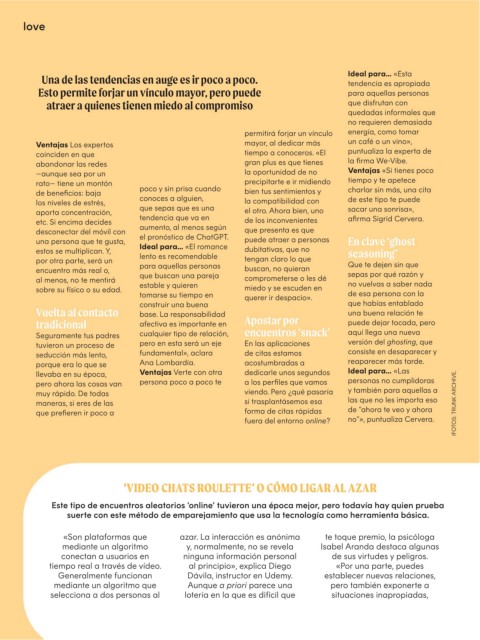 love
Una de las tendencias en auge es ir poco a poco.
Esto permite forjar un vínculo mayor, pero puede
atraer a quienes tienen miedo al compromiso
Ventajas Los expertos
coinciden en que
abandonar las redes
—aunque sea por un
rato— tiene un montón
de beneficios: baja
los niveles de estrés,
aporta concentración,
etc. Si encima decides
desconectar del móvil con
una persona que te gusta,
estos se multiplican. Y,
por otra parte, será un
encuentro más real o,
al menos, no te mentirá
sobre su físico o su edad.
Vuelta al contacto
tradicional
Seguramente tus padres
tuvieron un proceso de
seducción más lento,
porque era lo que se
llevaba en su época,
pero ahora las cosas van
muy rápido. De todas
maneras, si eres de las
que prefieren ir poco a
poco y sin prisa cuando
conoces a alguien,
que sepas que es una
tendencia que va en
aumento, al menos según
el pronóstico de ChatGPT.
Ideal para... «El romance
lento es recomendable
para aquellas personas
que buscan una pareja
estable y quieren
tomarse su tiempo en
construir una buena
base. La responsabilidad
afectiva es importante en
cualquier tipo de relación,
pero en esta será un eje
fundamental», aclara
Ana Lombardía.
Ventajas Verte con otra
persona poco a poco te
permitirá forjar un vínculo
mayor, al dedicar más
tiempo a conoceros. «El
gran plus es que tienes
la oportunidad de no
precipitarte e ir midiendo
bien tus sentimientos y
la compatibilidad con
el otro. Ahora bien, uno
de los inconvenientes
que presenta es que
puede atraer a personas
dubitativas, que no
tengan claro lo que
buscan, no quieran
comprometerse o les dé
miedo y se escuden en
querer ir despacio».
Apostar por
encuentros ‘snack’
En las aplicaciones
de citas estamos
acostumbradas a
dedicarle unos segundos
a los perfiles que vamos
viendo. Pero ¿qué pasaría
si trasplantásemos esa
forma de citas rápidas
fuera del entorno online?
Ideal para... «Esta
tendencia es apropiada
para aquellas personas
que disfrutan con
quedadas informales que
no requieren demasiada
energía, como tomar
un café o un vino»,
puntualiza la experta de
la firma We-Vibe.
Ventajas «Si tienes poco
tiempo y te apetece
charlar sin más, una cita
de este tipo te puede
sacar una sonrisa»,
afirma Sigrid Cervera.
En clave ‘ghost
seasoning’
Que te dejen sin que
sepas por qué razón y
no vuelvas a saber nada
de esa persona con la
que habías entablado
una buena relación te
puede dejar tocada, pero
aquí llega una nueva
versión del ghosting, que
consiste en desaparecer y
reaparecer más tarde.
Ideal para... «Las
personas no cumplidoras
y también para aquellas a
las que no les importa eso
de “ahora te veo y ahora
no”», puntualiza Cervera.
(FOTOS: TRUNK ARCHIVE.
‘VIDEO CHATS ROULETTE’ O CÓMO LIGAR AL AZAR
Este tipo de encuentros aleatorios ‘online’ tuvieron una época mejor, pero todavía hay quien prueba
suerte con este método de emparejamiento que usa la tecnología como herramienta básica.
«Son plataformas que
mediante un algoritmo
conectan a usuarios en
tiempo real a través de vídeo.
Generalmente funcionan
mediante un algoritmo que
selecciona a dos personas al
azar. La interacción es anónima
y, normalmente, no se revela
ninguna información personal
al principio», explica Diego
Dávila, instructor en Udemy.
Aunque a priori parece una
lotería en la que es difícil que
te toque premio, la psicóloga
Isabel Aranda destaca algunas
de sus virtudes y peligros.
«Por una parte, puedes
establecer nuevas relaciones,
pero también exponerte a
situaciones inapropiadas,